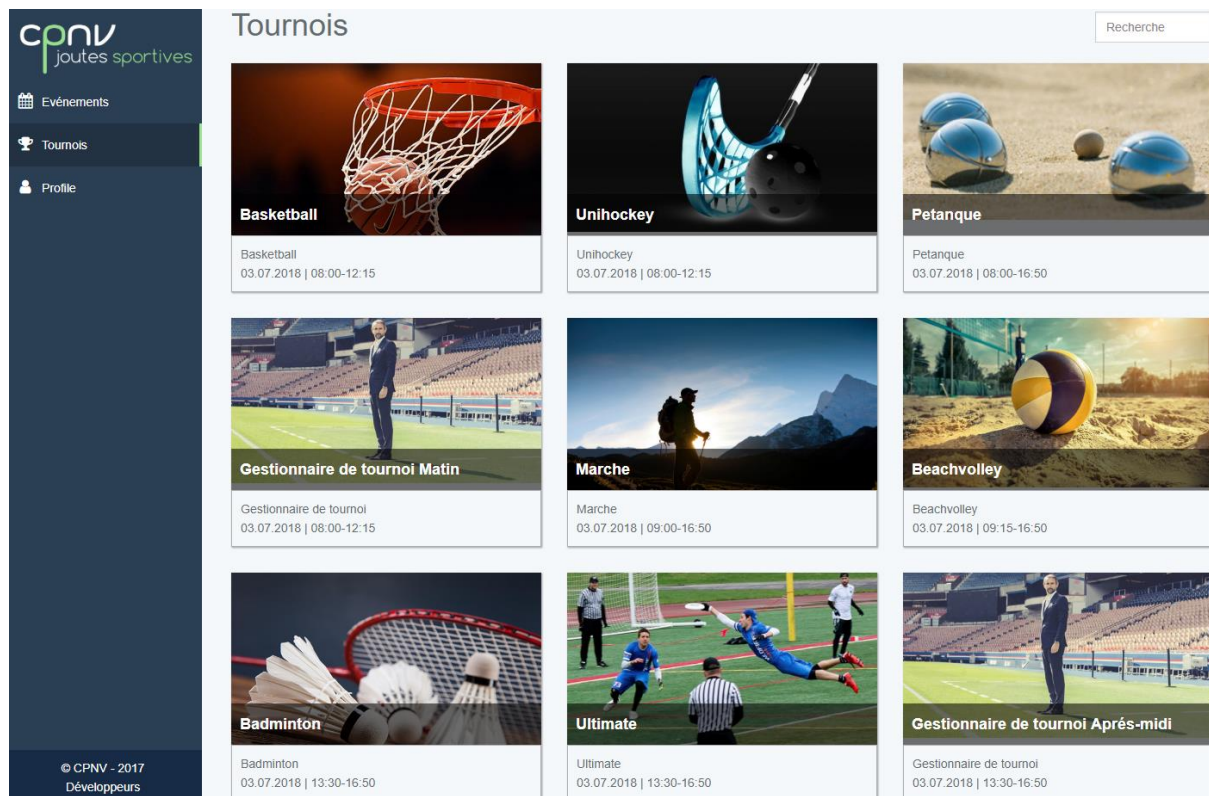 cpnv
joutes sportives
Evénements
Tournois
Profile
© CPNV - 2017
Développeurs
Tournois
Recherche
Basketball
Basketball
03.07.2018 | 08:00-12:15
Unihockey
Unihockey
03.07.2018 | 08:00-12:15
Petanque
Petanque
03.07.2018 | 08:00-16:50
Gestionnaire de tournoi Matin
Gestionnaire de tournoi
03.07.2018 | 08:00-12:15
Marche
Marche
03.07.2018 | 09:00-16:50
Beachvolley
Beachvolley
03.07.2018 | 09:15-16:50
Badminton
Badminton
03.07.2018 | 13:30-16:50
Ultimate
Ultimate
03.07.2018 | 13:30-16:50
Gestionnaire de tournoi Aprés-midi
Gestionnaire de tournoi
03.07.2018 | 13:30-16:50